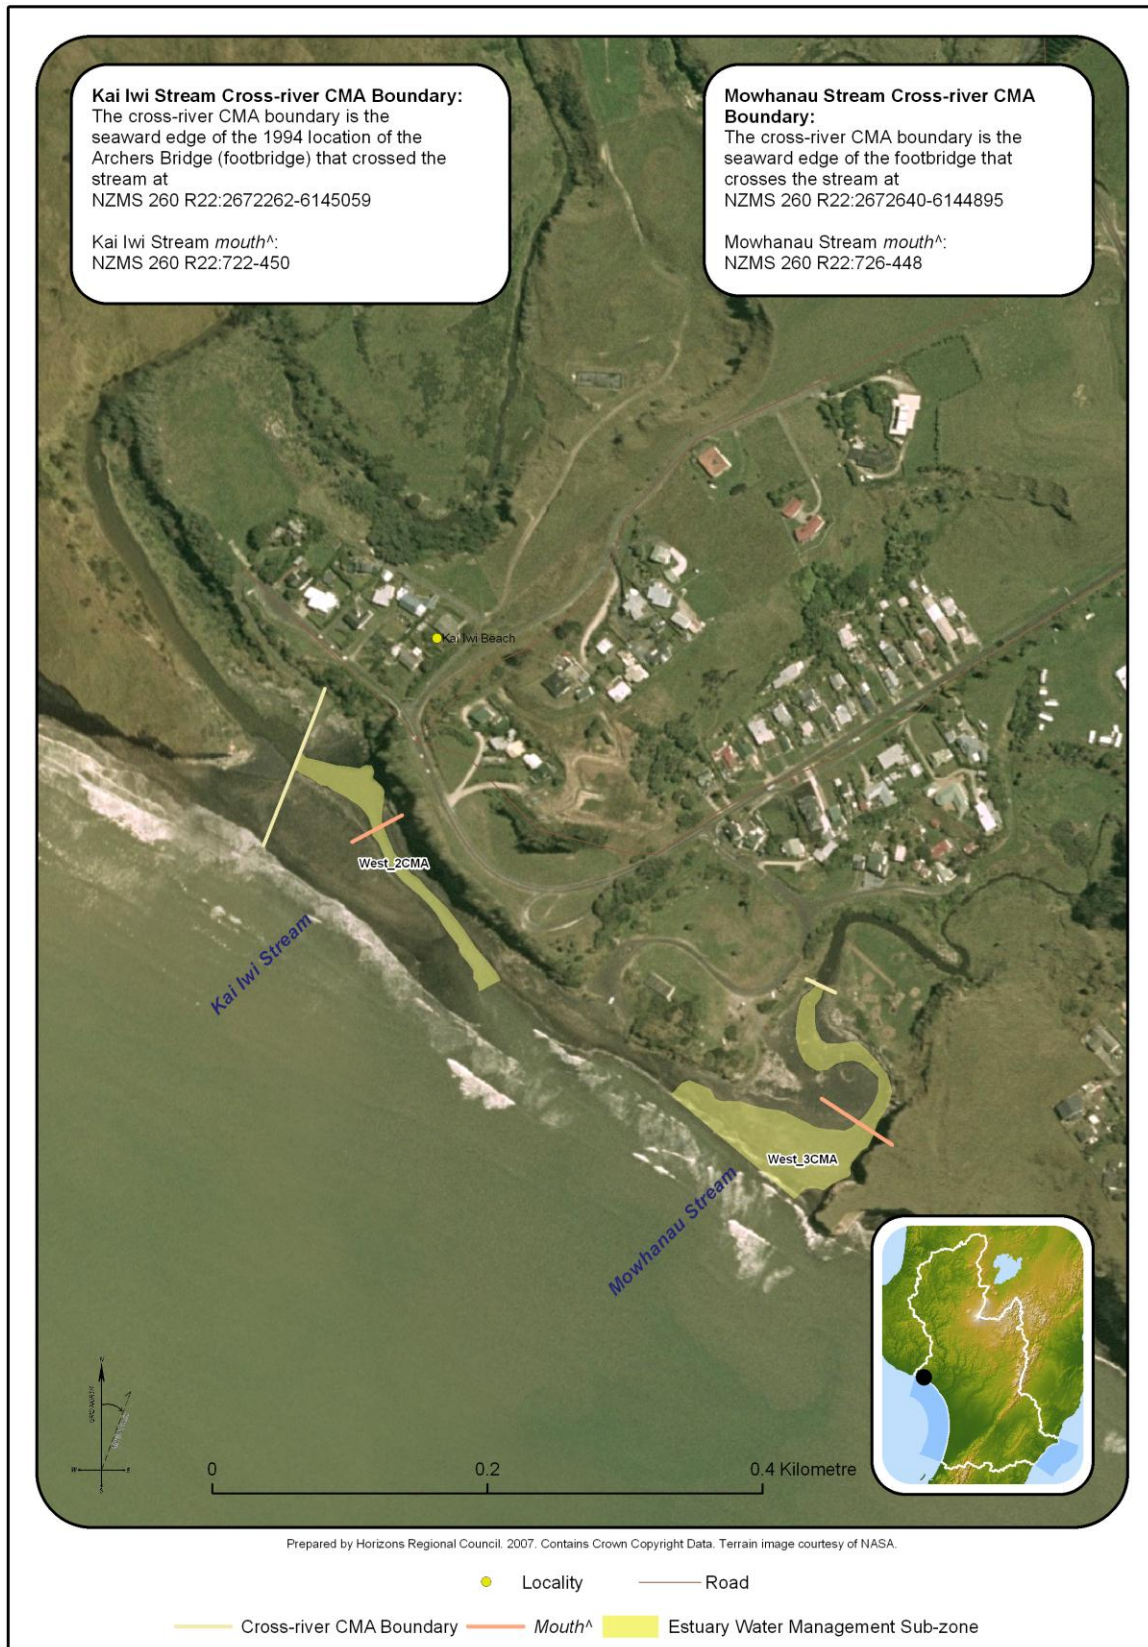 Kai Iwi Stream Cross-river CMA Boundary:
The cross-river CMA boundary is the
seaward edge of the 1994 location of the
Archers Bridge (footbridge) that crossed the
stream at
NZMS 260 R22:2672262-6145059
Kai Iwi Stream mouth^:
NZMS 260 R22:722-450
Mowhanau Stream Cross-river CMA
Boundary:
The cross-river CMA boundary is the
seaward edge of the footbridge that
crosses the stream at
NZMS 260 R22:2672640-6144895
Mowhanau Stream mouth^:
NZMS 260 R22:726-448
Kai Iwi Beach
West_2CMA
Kai Iwi Stream
West_3CMA
Mowhanau Stream
N
GRID NORTH
W
E
S
0 0.2 0.4 Kilometre
Prepared by Horizons Regional Council. 2007. Contains Crown Copyright Data. Terrain image courtesy of NASA.
Locality Road
Cross-river CMA Boundary Mouth^ Estuary Water Management Sub-zone